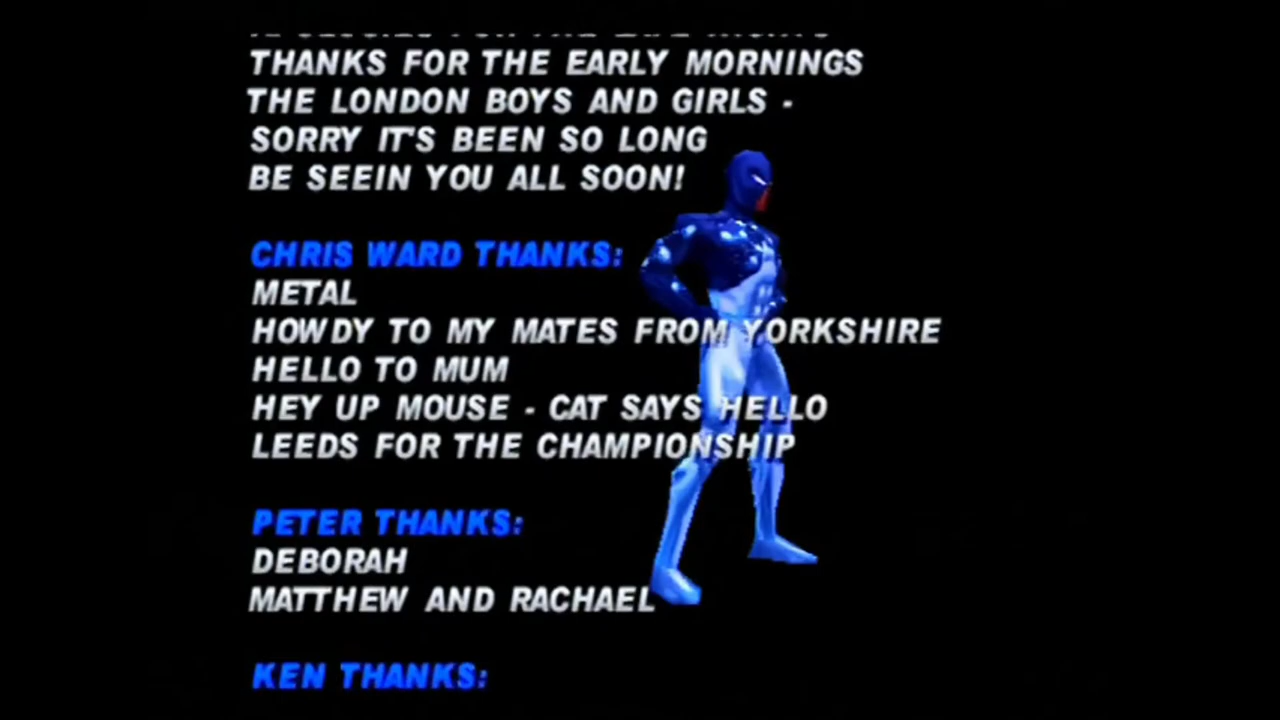 THANKS FOR THE EARLY MORNINGS
THE LONDON BOYS AND GIRLS -
SORRY IT'S BEEN SO LONG
BE SEEIN YOU ALL SOON!
CHRIS WARD THANKS:
METAL
HOWDY TO MY MATES FROM YORKSHIRE
HELLO TO MUM
HEY UP MOUSE - CAT SAYS HELLO
LEEDS FOR THE CHAMPIONSHIP
PETER THANKS:
DEBORAH
MATTHEW AND RACHAEL
KEN THANKS: